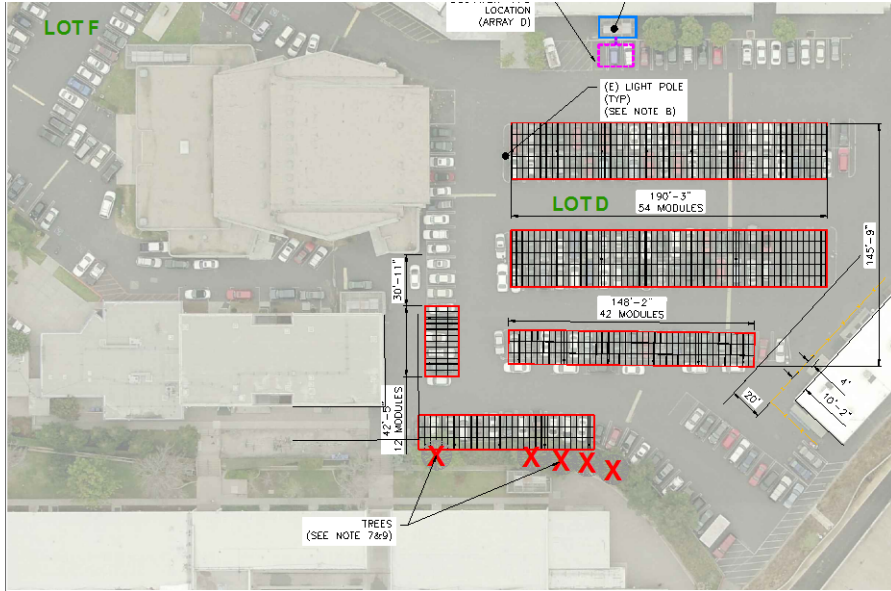 LOT F
LOCATION
(ARRAY D)
(E) LIGHT POLE
(TYP)
(SEE NOTE B)
190'-3"
54 MODULES
LOT D
145'-9"
30'-11"
148'-2"
42 MODULES
42'-5"
12 MODULES
4'
10'-2"
20'
X X X X X
TREES
(SEE NOTE 7&9)